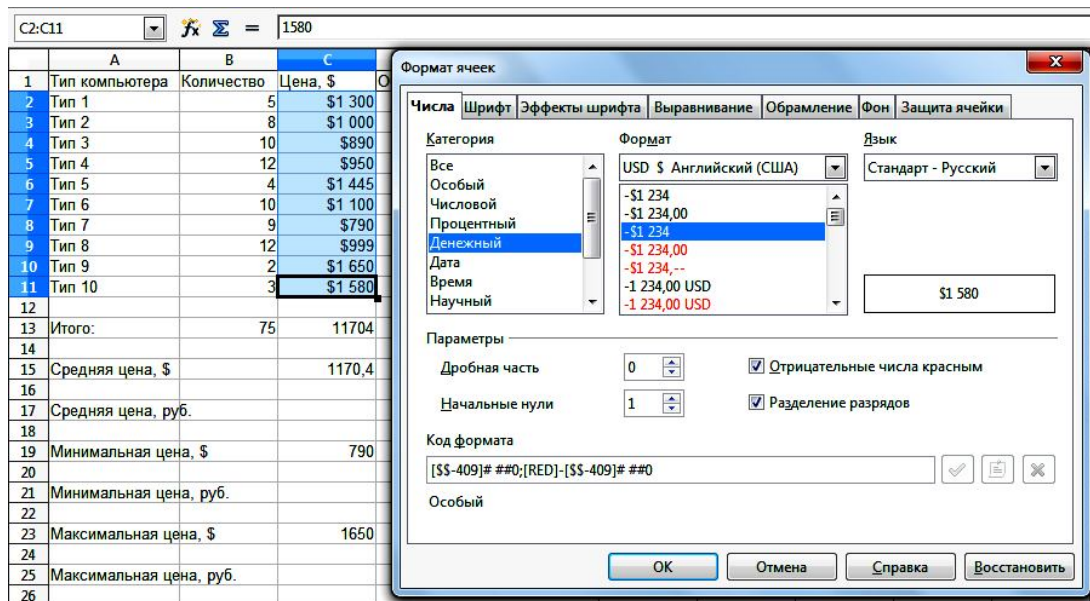 C2:C11 fx Σ = 1580
A B C
1 Тип компьютера Количество Цена, $ О
2 Тип 1 5 $1 300
3 Тип 2 8 $1 000
4 Тип 3 10 $890
5 Тип 4 12 $950
6 Тип 5 4 $1 445
7 Тип 6 10 $1 100
8 Тип 7 9 $790
9 Тип 8 12 $999
10 Тип 9 2 $1 650
11 Тип 10 3 $1 580
12
13 Итого: 75 11704
14
15 Средняя цена, $ 1170,4
16
17 Средняя цена, руб.
18
19 Минимальная цена, $ 790
20
21 Минимальная цена, руб.
22
23 Максимальная цена, $ 1650
24
25 Максимальная цена, руб.
26
Формат ячеек
Числа Шрифт Эффекты шрифта Выравнивание Обрамление Фон Защита ячейки
Категория
Все
Особый
Числовой
Процентный
Денежный
Дата
Время
Научный
Формат
USD $ Английский (США)
-$1 234
-$1 234,00
-$1 234
-$1 234,00
-$1 234,--
-1 234,00 USD
-1 234,00 USD
Язык
Стандарт - Русский
$1 580
Параметры
Дробная часть 0 Отрицательные числа красным
Начальные нули 1 Разделение разрядов
Код формата
[$$-409]# ##0;[RED]-[$$-409]# ##0
Особый
OK Отмена Справка Восстановить